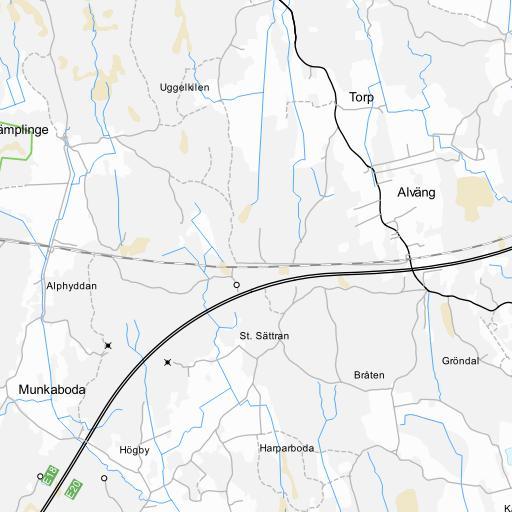 Uggelkilen
Torp
ämplinge
Alväng
Alphyddan
St. Sättran
Gröndal
Bråten
Munkaboda
Högby
Harparboda
E18
E20